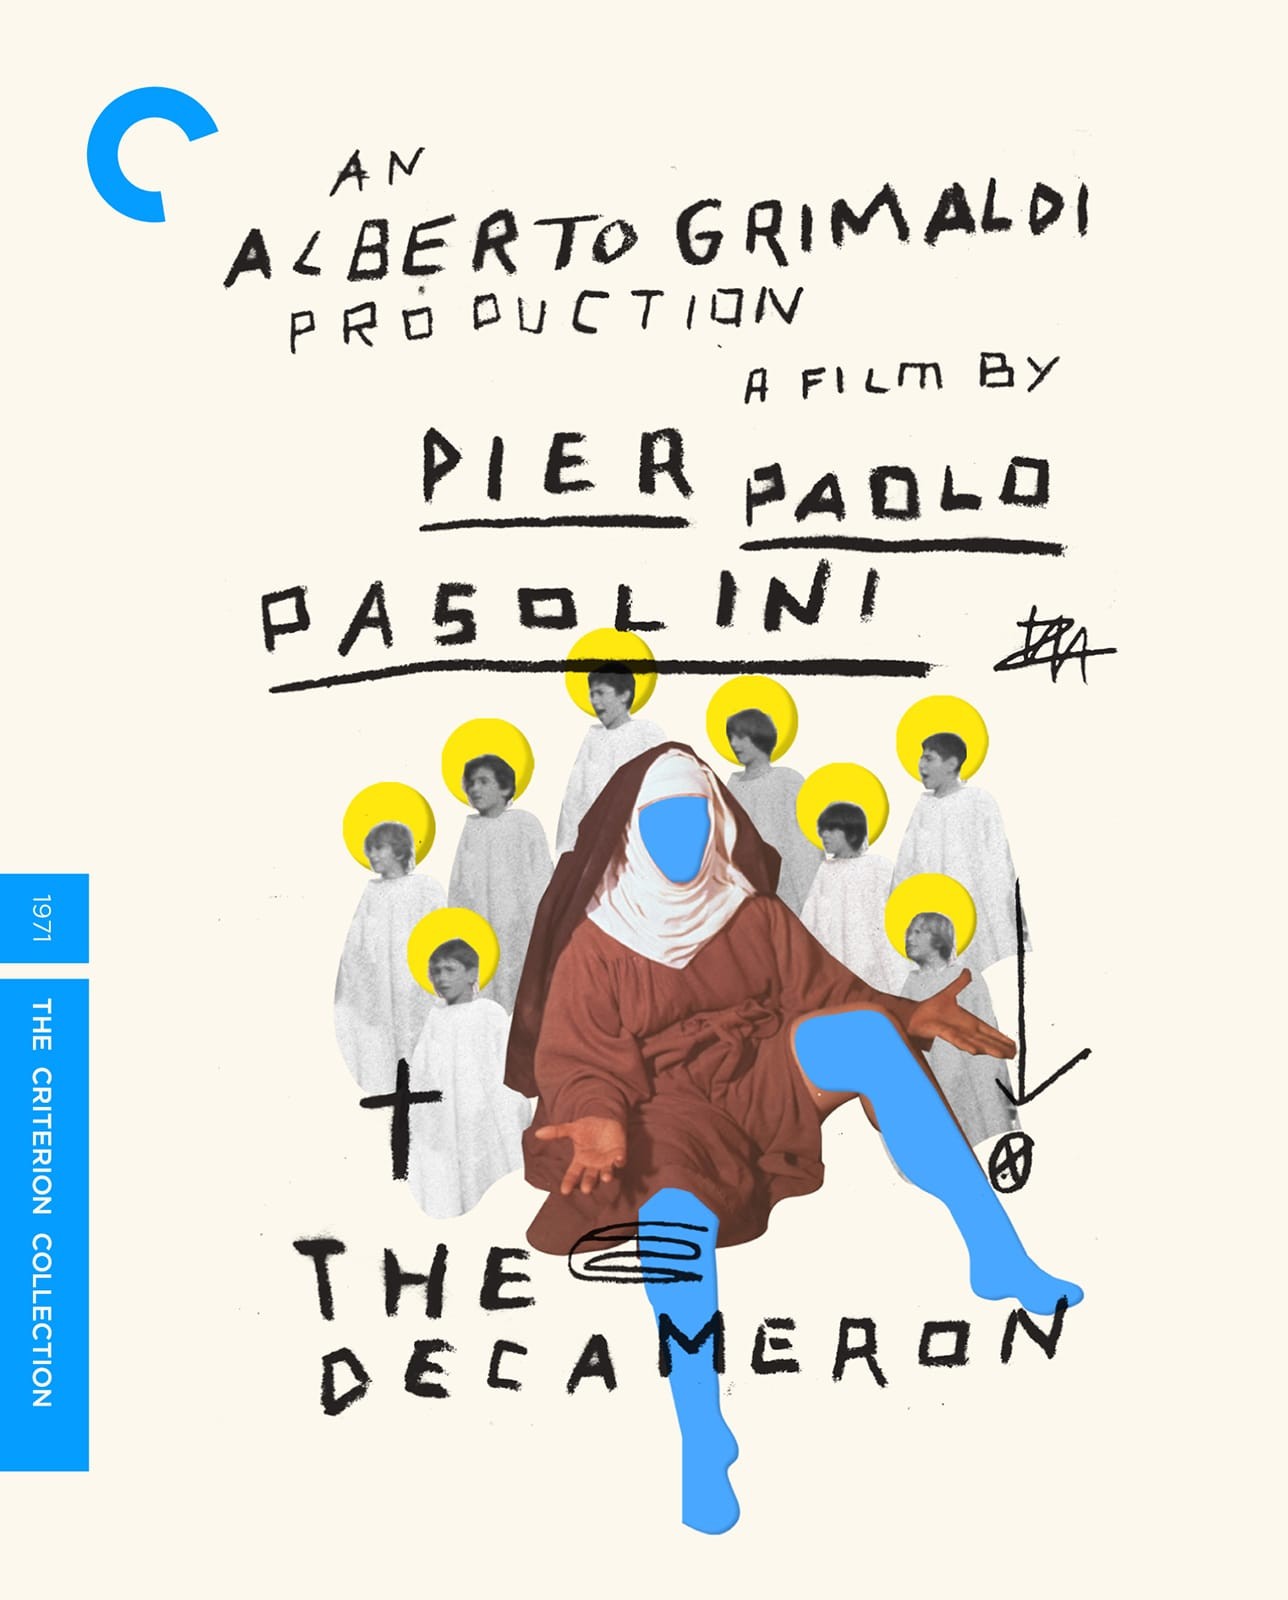 AN
ALBERTO GRIMALDI
PRODUCTION
A FILM BY
PIER PAOLO
PASOLINI
1971
THE CRITERION COLLECTION
THE
DECAMERON